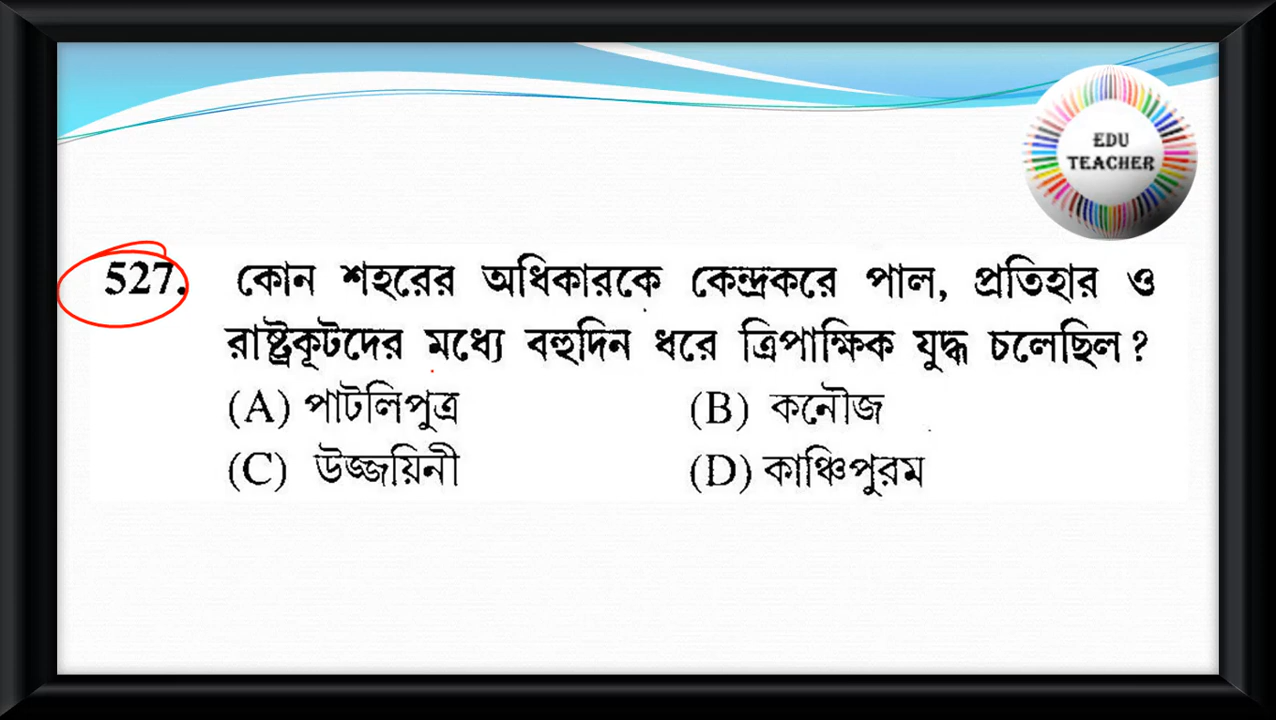 EDU
TEACHER
527. কোন শহরের অধিকারকে কেন্দ্রকরে পাল, প্রতিহার ও
রাষ্ট্রকূটদের মধ্যে বহুদিন ধরে ত্রিপাক্ষিক যুদ্ধ চলেছিল ?
(A) পাটলিপুত্র (B) কনৌজ
(C) উজ্জয়িনী (D) কাঞ্চিপুরম